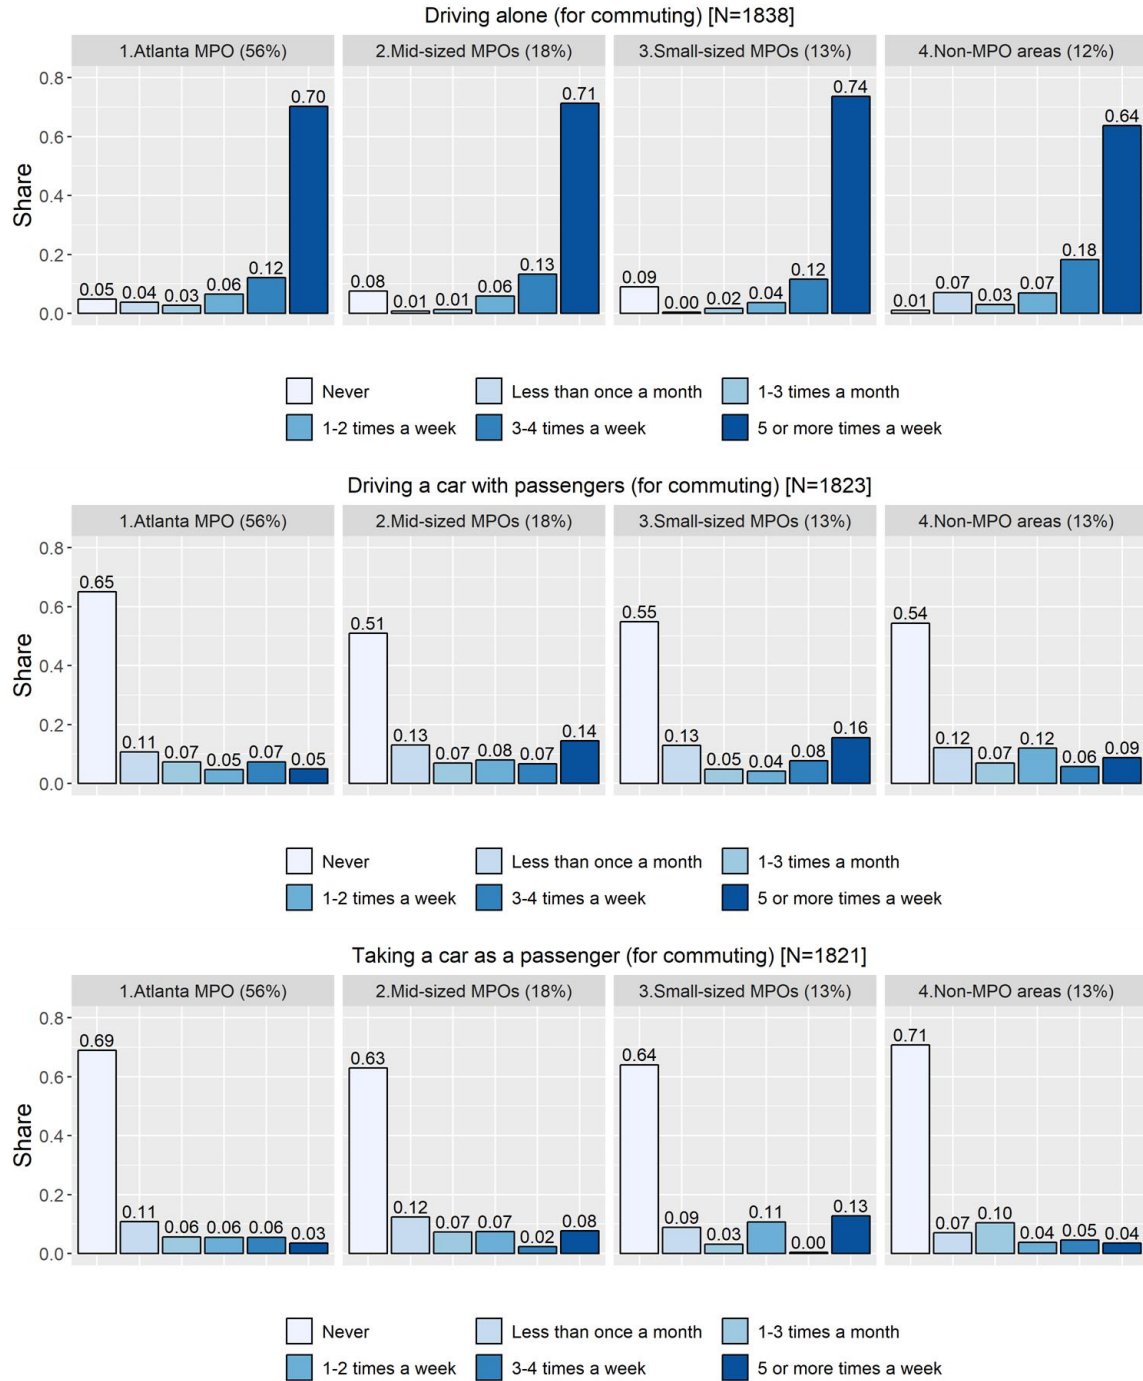 Driving alone (for commuting) [N=1838]
1.Atlanta MPO (56%) 2.Mid-sized MPOs (18%) 3.Small-sized MPOs (13%) 4.Non-MPO areas (12%)
Share
0.8
0.6
0.4
0.2
0.0
0.05 0.04 0.03 0.06 0.12 0.70
0.08 0.01 0.01 0.06 0.13 0.71
0.09 0.00 0.02 0.04 0.12 0.74
0.01 0.07 0.03 0.07 0.18 0.64
Never Less than once a month 1-3 times a month
1-2 times a week 3-4 times a week 5 or more times a week
Driving a car with passengers (for commuting) [N=1823]
1.Atlanta MPO (56%) 2.Mid-sized MPOs (18%) 3.Small-sized MPOs (13%) 4.Non-MPO areas (13%)
Share
0.8
0.6
0.4
0.2
0.0
0.65 0.11 0.07 0.05 0.07 0.05
0.51 0.13 0.07 0.08 0.07 0.14
0.55 0.13 0.05 0.04 0.08 0.16
0.54 0.12 0.07 0.12 0.06 0.09
Never Less than once a month 1-3 times a month
1-2 times a week 3-4 times a week 5 or more times a week
Taking a car as a passenger (for commuting) [N=1821]
1.Atlanta MPO (56%) 2.Mid-sized MPOs (18%) 3.Small-sized MPOs (13%) 4.Non-MPO areas (13%)
Share
0.8
0.6
0.4
0.2
0.0
0.69 0.11 0.06 0.06 0.06 0.03
0.63 0.12 0.07 0.07 0.02 0.08
0.64 0.09 0.03 0.11 0.00 0.13
0.71 0.07 0.10 0.04 0.05 0.04
Never Less than once a month 1-3 times a month
1-2 times a week 3-4 times a week 5 or more times a week